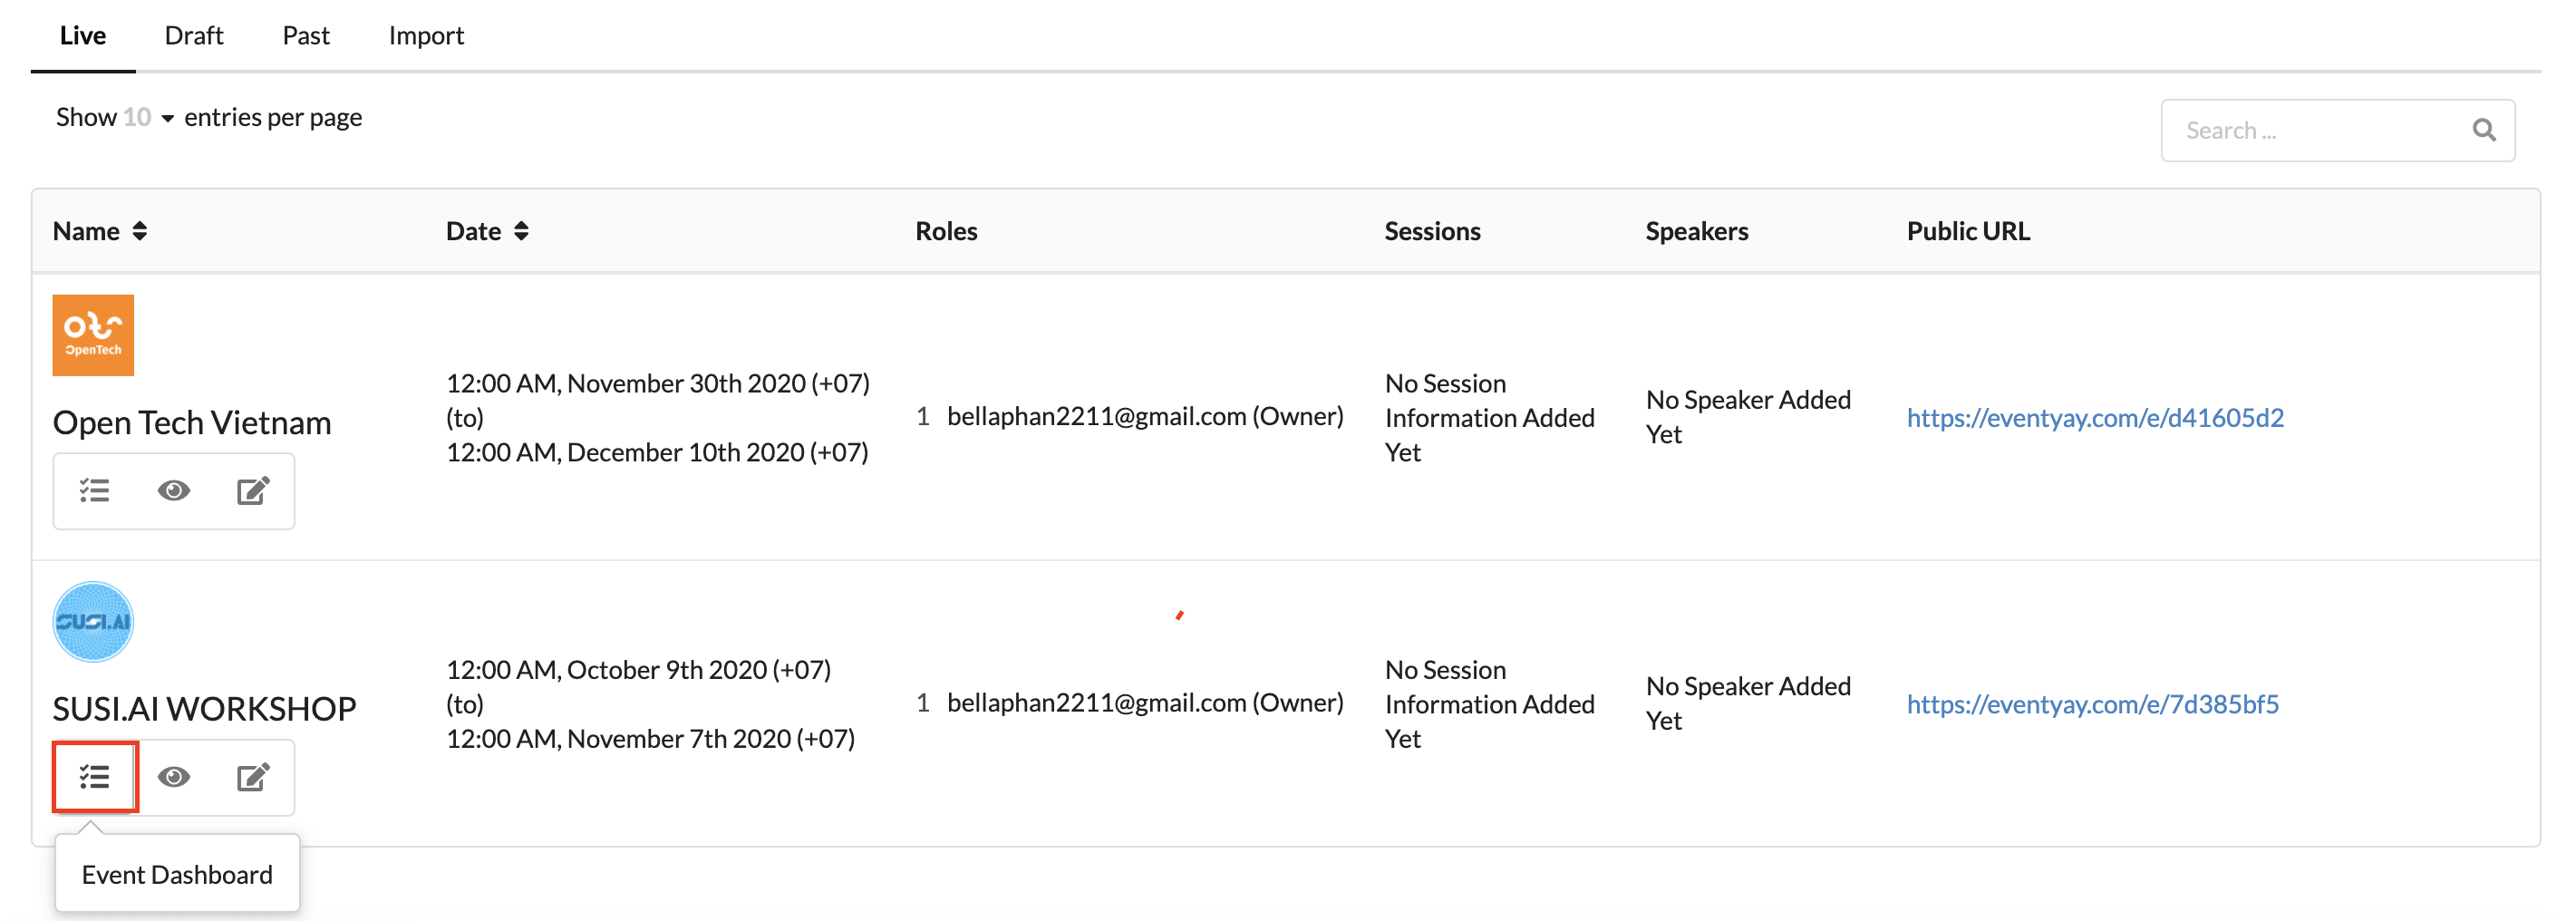 Live Draft Past Import
Show 10 entries per page
Search ...
Name Date Roles Sessions Speakers Public URL
OpenTech
Open Tech Vietnam
12:00 AM, November 30th 2020 (+07)
(to)
12:00 AM, December 10th 2020 (+07)
1 bellaphan2211@gmail.com (Owner)
No Session
Information Added
Yet
No Speaker Added
Yet
https://eventyay.com/e/d41605d2
SUSI.AI
SUSI.AI WORKSHOP
12:00 AM, October 9th 2020 (+07)
(to)
12:00 AM, November 7th 2020 (+07)
1 bellaphan2211@gmail.com (Owner)
No Session
Information Added
Yet
No Speaker Added
Yet
https://eventyay.com/e/7d385bf5
Event Dashboard